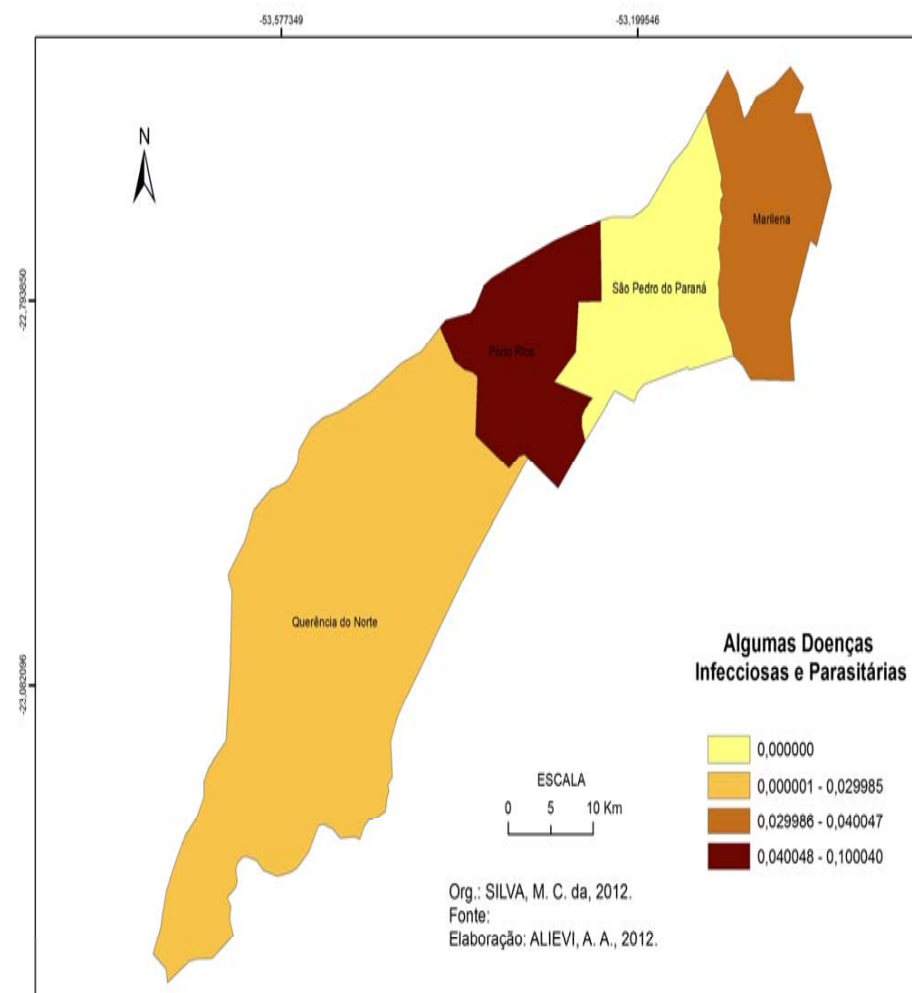 -53,577349
-53,199546
N
Marilena
São Pedro do Paraná
-22,793850
Porto Rico
Querência do Norte
-23,082096
Algumas Doenças
Infecciosas e Parasitárias
0,000000
0,000001 - 0,029985
0,029986 - 0,040047
0,040048 - 0,100040
ESCALA
0 5 10 Km
Org.: SILVA, M. C. da, 2012.
Fonte:
Elaboração: ALIEVI, A. A., 2012.